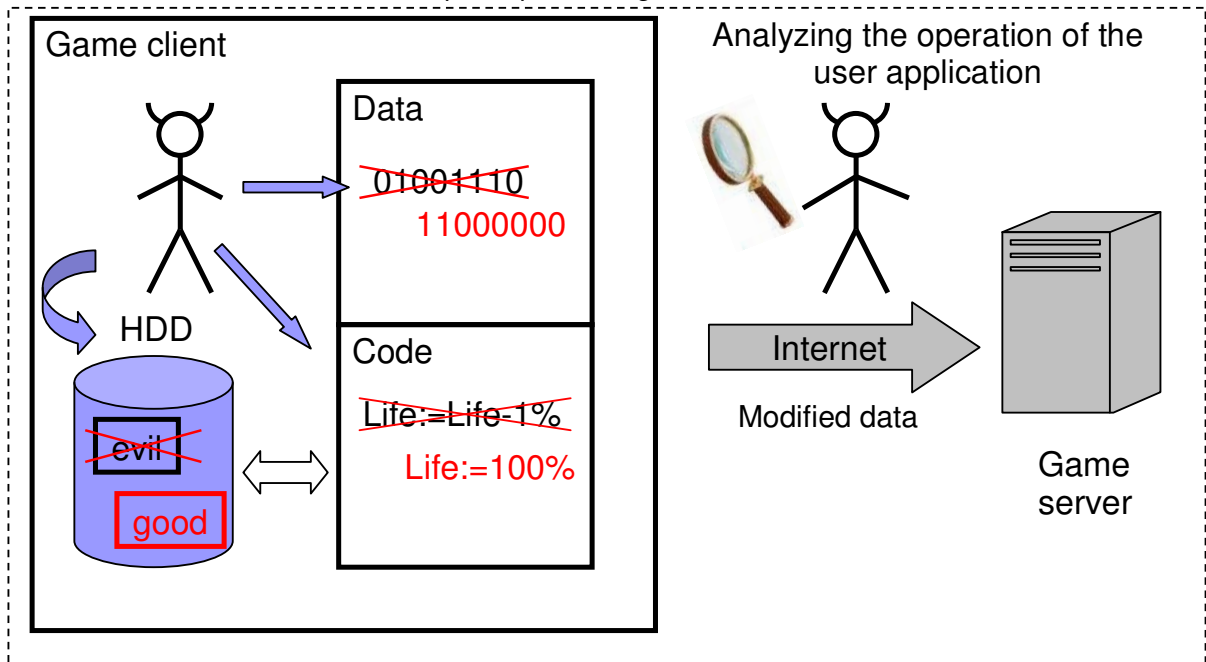 Game client
Data
01001110
11000000
HDD
evil
good
Code
Life:=Life-1%
Life:=100%
Analyzing the operation of the
user application
Internet
Modified data
Game
server